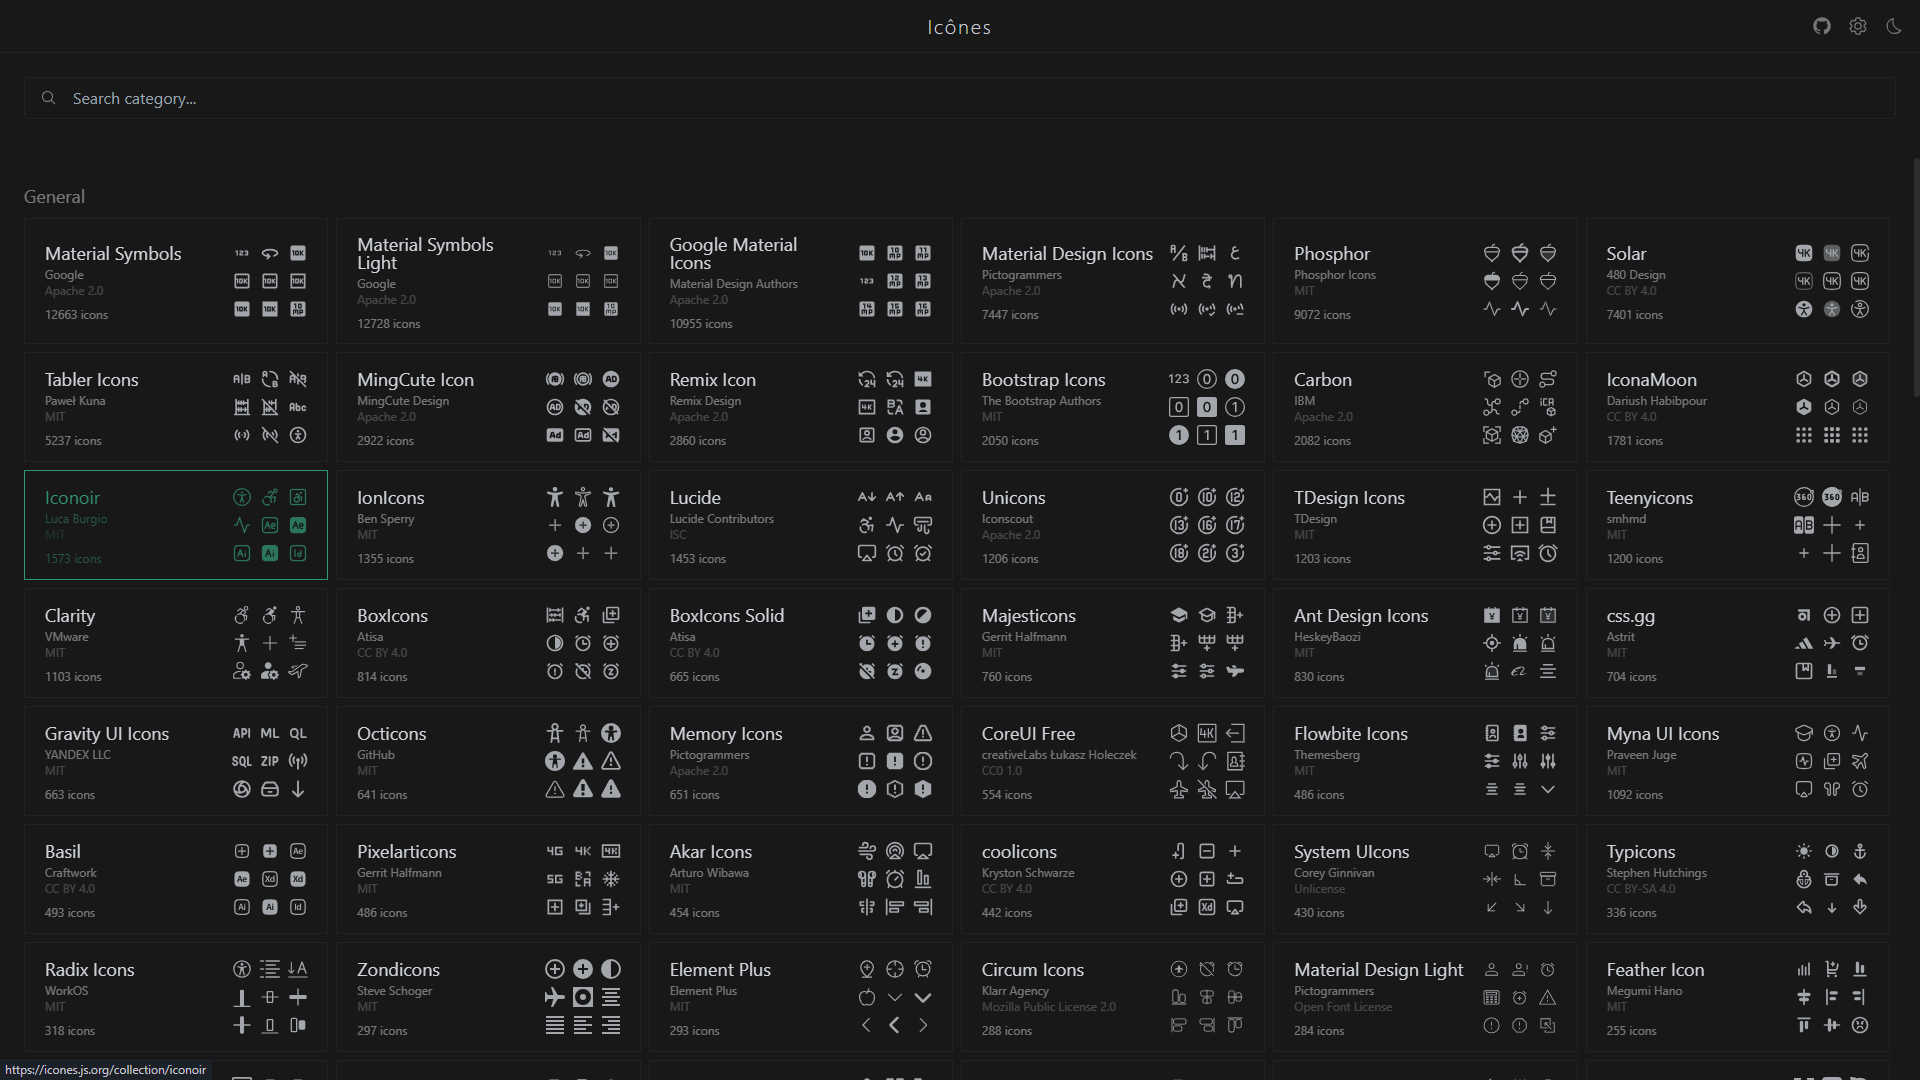 Icônes
Search category...
General
Material Symbols
Google
Apache 2.0
12663 icons
Material Symbols
Light
Google
Apache 2.0
12728 icons
Google Material
Icons
Material Design Authors
Apache 2.0
10955 icons
Material Design Icons
Pictogrammers
Apache 2.0
7447 icons
Phosphor
Phosphor Icons
MIT
9072 icons
Solar
480 Design
CC BY 4.0
7401 icons
Tabler Icons
Paweł Kuna
MIT
5237 icons
MingCute Icon
MingCute Design
Apache 2.0
2922 icons
Remix Icon
Remix Design
Apache 2.0
2860 icons
Bootstrap Icons
The Bootstrap Authors
MIT
2050 icons
Carbon
IBM
Apache 2.0
2082 icons
IconaMoon
Dariush Habibpour
CC BY 4.0
1781 icons
Iconoir
Luca Burgio
MIT
1573 icons
IonIcons
Ben Sperry
MIT
1355 icons
Lucide
Lucide Contributors
ISC
1453 icons
Unicons
Iconscout
Apache 2.0
1206 icons
TDesign Icons
TDesign
MIT
1203 icons
Teenyicons
smhmd
MIT
1200 icons
Clarity
VMware
MIT
1103 icons
BoxIcons
Atisa
CC BY 4.0
814 icons
BoxIcons Solid
Atisa
CC BY 4.0
665 icons
Majesticons
Gerrit Halfmann
MIT
760 icons
Ant Design Icons
HeskeyBaozi
MIT
830 icons
css.gg
Astrit
MIT
704 icons
Gravity UI Icons
YANDEX LLC
MIT
663 icons
API ML QL
SQL ZIP
Octicons
GitHub
MIT
641 icons
Memory Icons
Pictogrammers
Apache 2.0
651 icons
CoreUI Free
creativeLabs Łukasz Holeczek
CC0 1.0
554 icons
Flowbite Icons
Themesberg
MIT
486 icons
Myna UI Icons
Praveen Juge
MIT
1092 icons
Basil
Craftwork
CC BY 4.0
493 icons
Pixelarticons
Gerrit Halfmann
MIT
486 icons
Akar Icons
Arturo Wibawa
MIT
454 icons
coolicons
Kryston Schwarze
CC BY 4.0
442 icons
System UIcons
Corey Ginnivan
Unlicense
430 icons
Typicons
Stephen Hutchings
CC BY-SA 4.0
336 icons
Radix Icons
WorkOS
MIT
318 icons
Zondicons
Steve Schoger
MIT
297 icons
Element Plus
Element Plus
MIT
293 icons
Circum Icons
Klarr Agency
Mozilla Public License 2.0
288 icons
Material Design Light
Pictogrammers
Open Font License
284 icons
Feather Icon
Megumi Hano
MIT
255 icons
https://icones.js.org/collection/iconoir